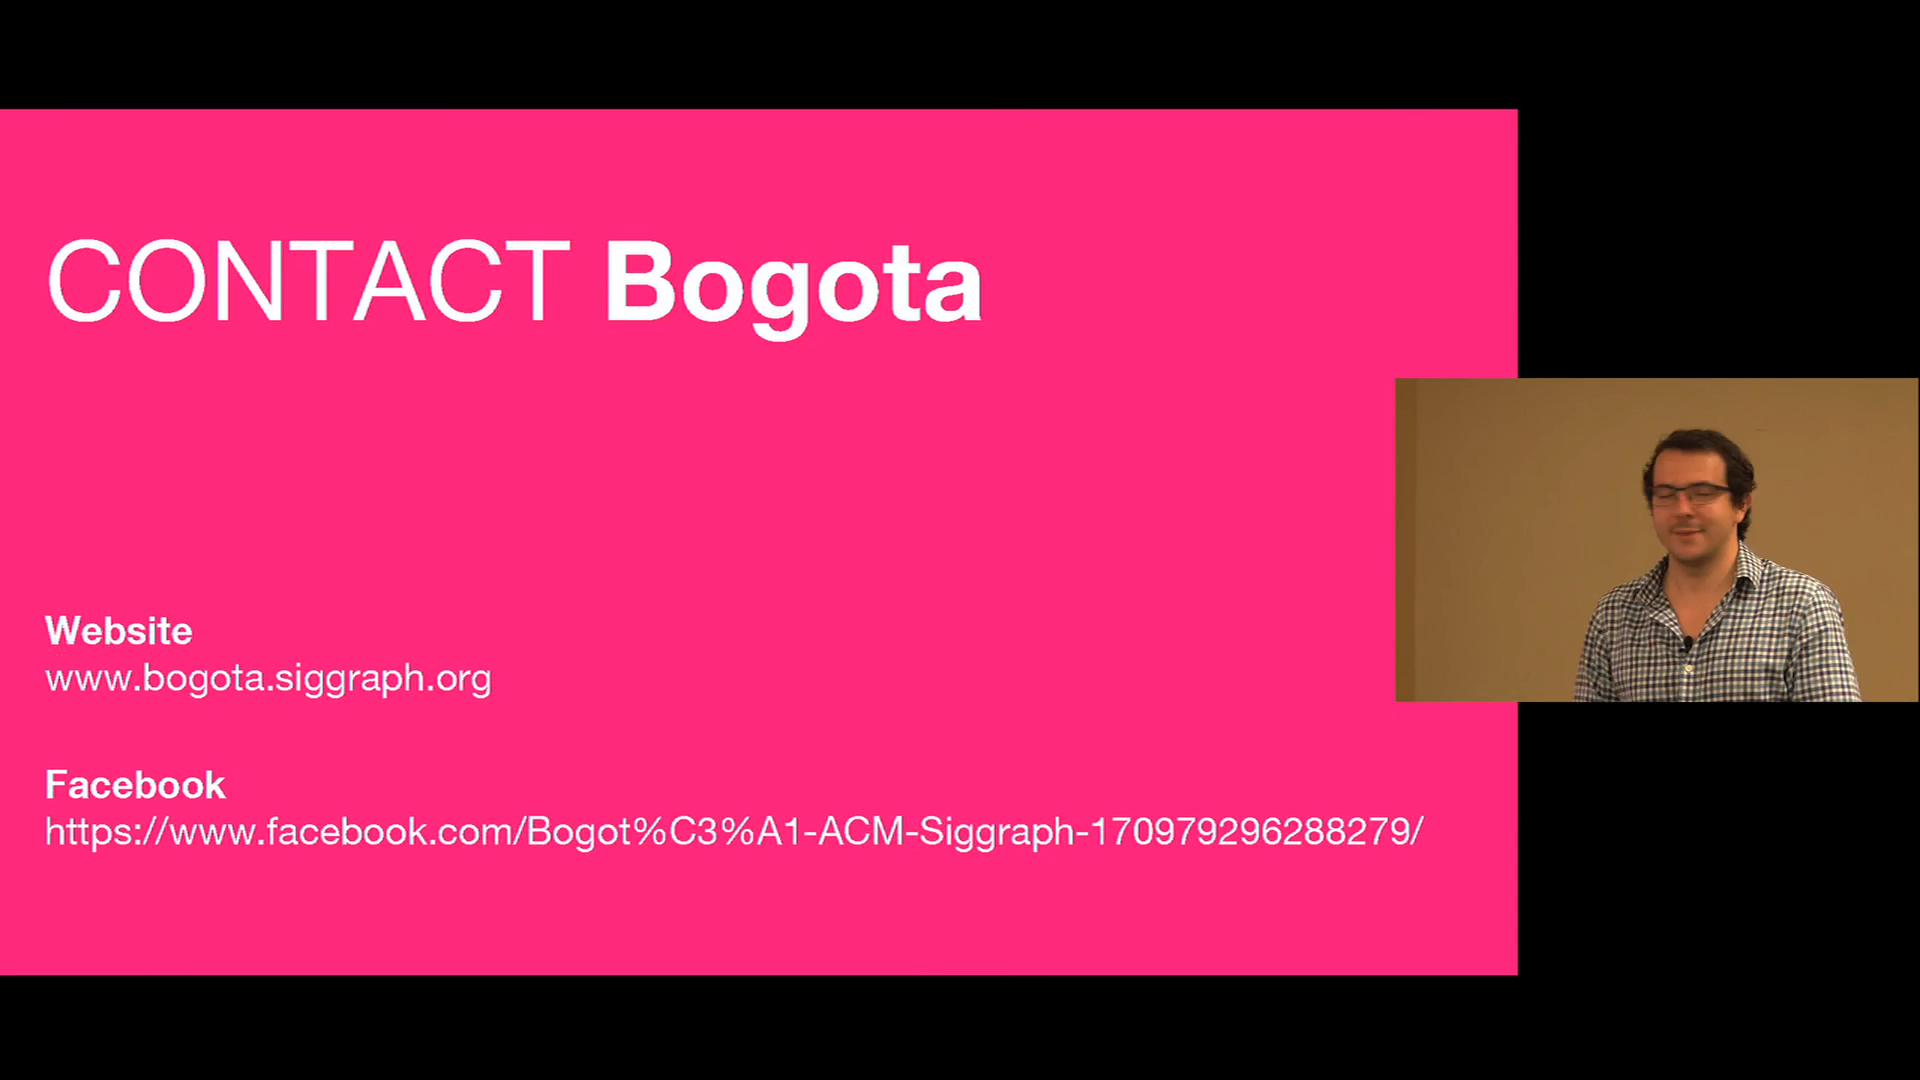 CONTACT Bogota
Website
www.bogota.siggraph.org
Facebook
https://www.facebook.com/Bogot%C3%A1-ACM-Siggraph-170979296288279/